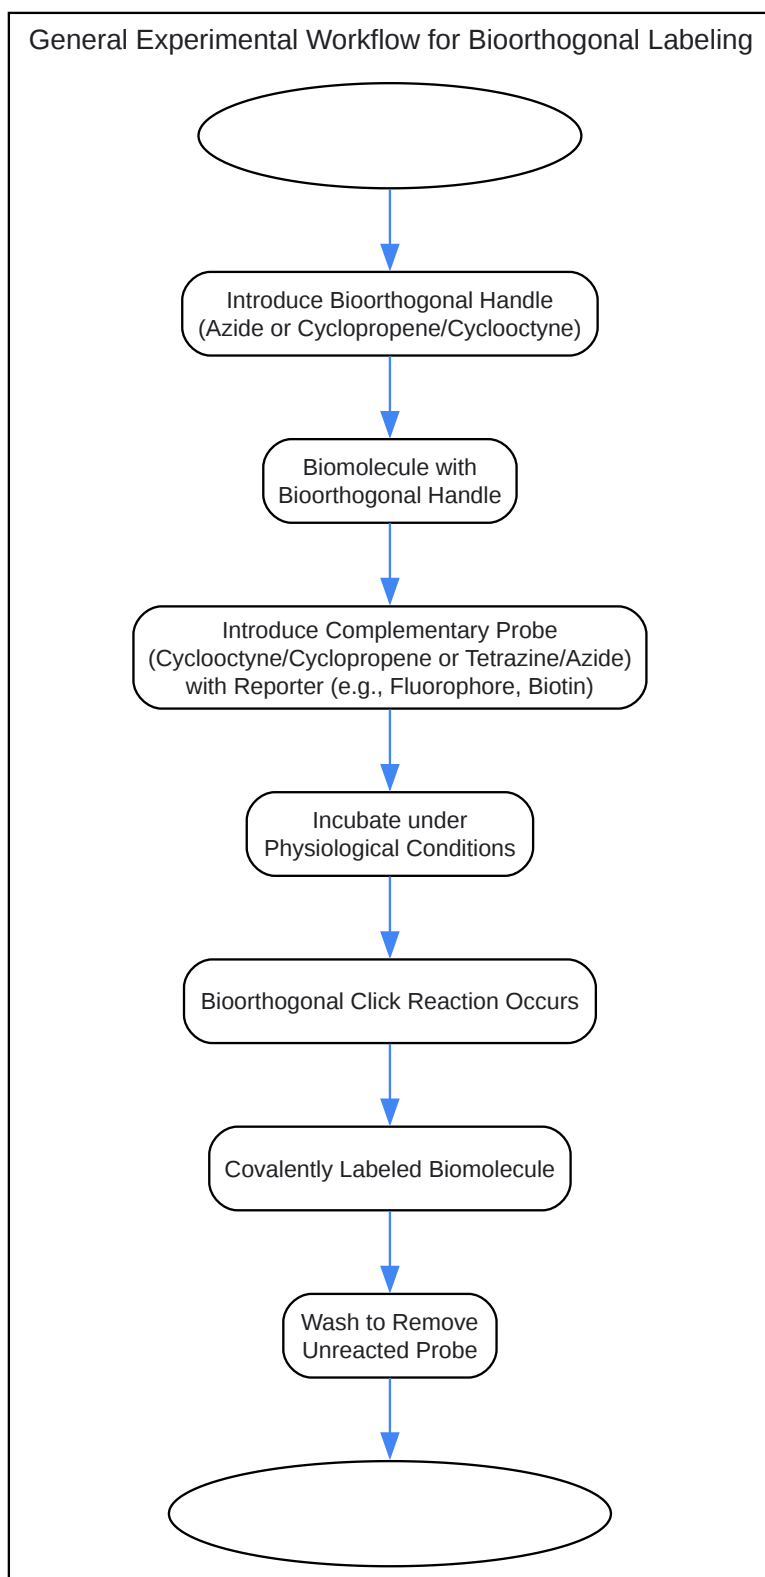 General Experimental Workflow for Bioorthogonal Labeling
Introduce Bioorthogonal Handle
(Azide or Cyclopropene/Cyclooctyne)
Biomolecule with
Bioorthogonal Handle
Introduce Complementary Probe
(Cyclooctyne/Cyclopropene or Tetrazine/Azide)
with Reporter (e.g., Fluorophore, Biotin)
Incubate under
Physiological Conditions
Bioorthogonal Click Reaction Occurs
Covalently Labeled Biomolecule
Wash to Remove
Unreacted Probe